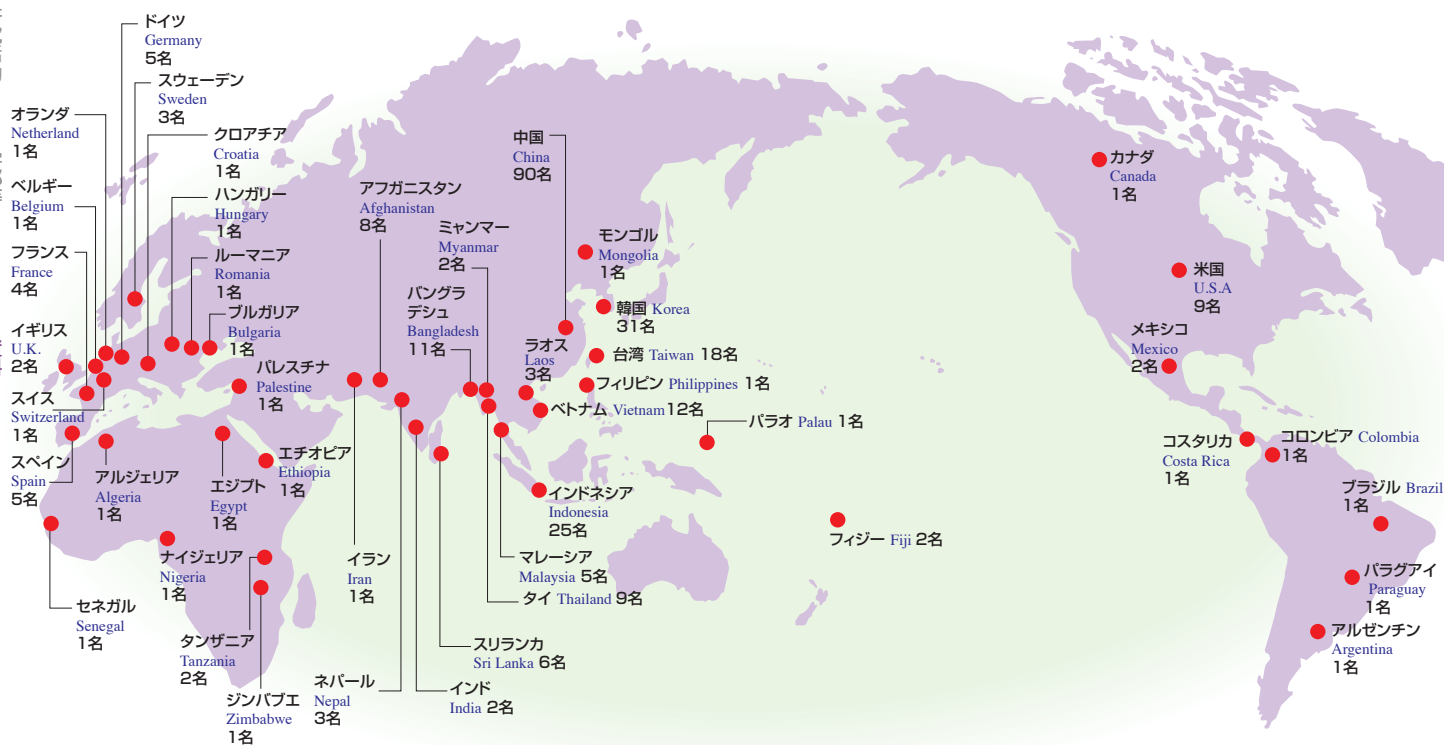 ドイツ
Germany
5名
スウェーデン
Sweden
3名
オランダ
Netherland
1名
クロアチア
Croatia
1名
ベルギー
Belgium
1名
ハンガリー
Hungary
1名
フランス
France
4名
ルーマニア
Romania
1名
イギリス
U.K.
2名
ブルガリア
Bulgaria
1名
スイス
Switzerland
1名
パレスチナ
Palestine
1名
スペイン
Spain
5名
アルジェリア
Algeria
1名
エジプト
Egypt
1名
エチオピア
Ethiopia
1名
ナイジェリア
Nigeria
1名
セネガル
Senegal
1名
タンザニア
Tanzania
2名
ジンバブエ
Zimbabwe
1名
アフガニスタン
Afghanistan
8名
イラン
Iran
1名
ネパール
Nepal
3名
インド
India 2名
スリランカ
Sri Lanka 6名
中国
China
90名
ミャンマー
Myanmar
2名
バングラ
デシュ
Bangladesh
11名
モンゴル
Mongolia
1名
韓国 Korea
31名
ラオス
Laos
3名
台湾 Taiwan 18名
フィリピン Philippines 1名
ベトナム Vietnam 12名
パラオ Palau 1名
インドネシア
Indonesia
25名
マレーシア
Malaysia 5名
タイ Thailand 9名
フィジー Fiji 2名
カナダ
Canada
1名
米国
U.S.A
9名
メキシコ
Mexico
2名
コスタリカ
Costa Rica
1名
コロンビア Colombia
1名
ブラジル Brazil
1名
パラグアイ
Paraguay
1名
アルゼンチン
Argentina
1名